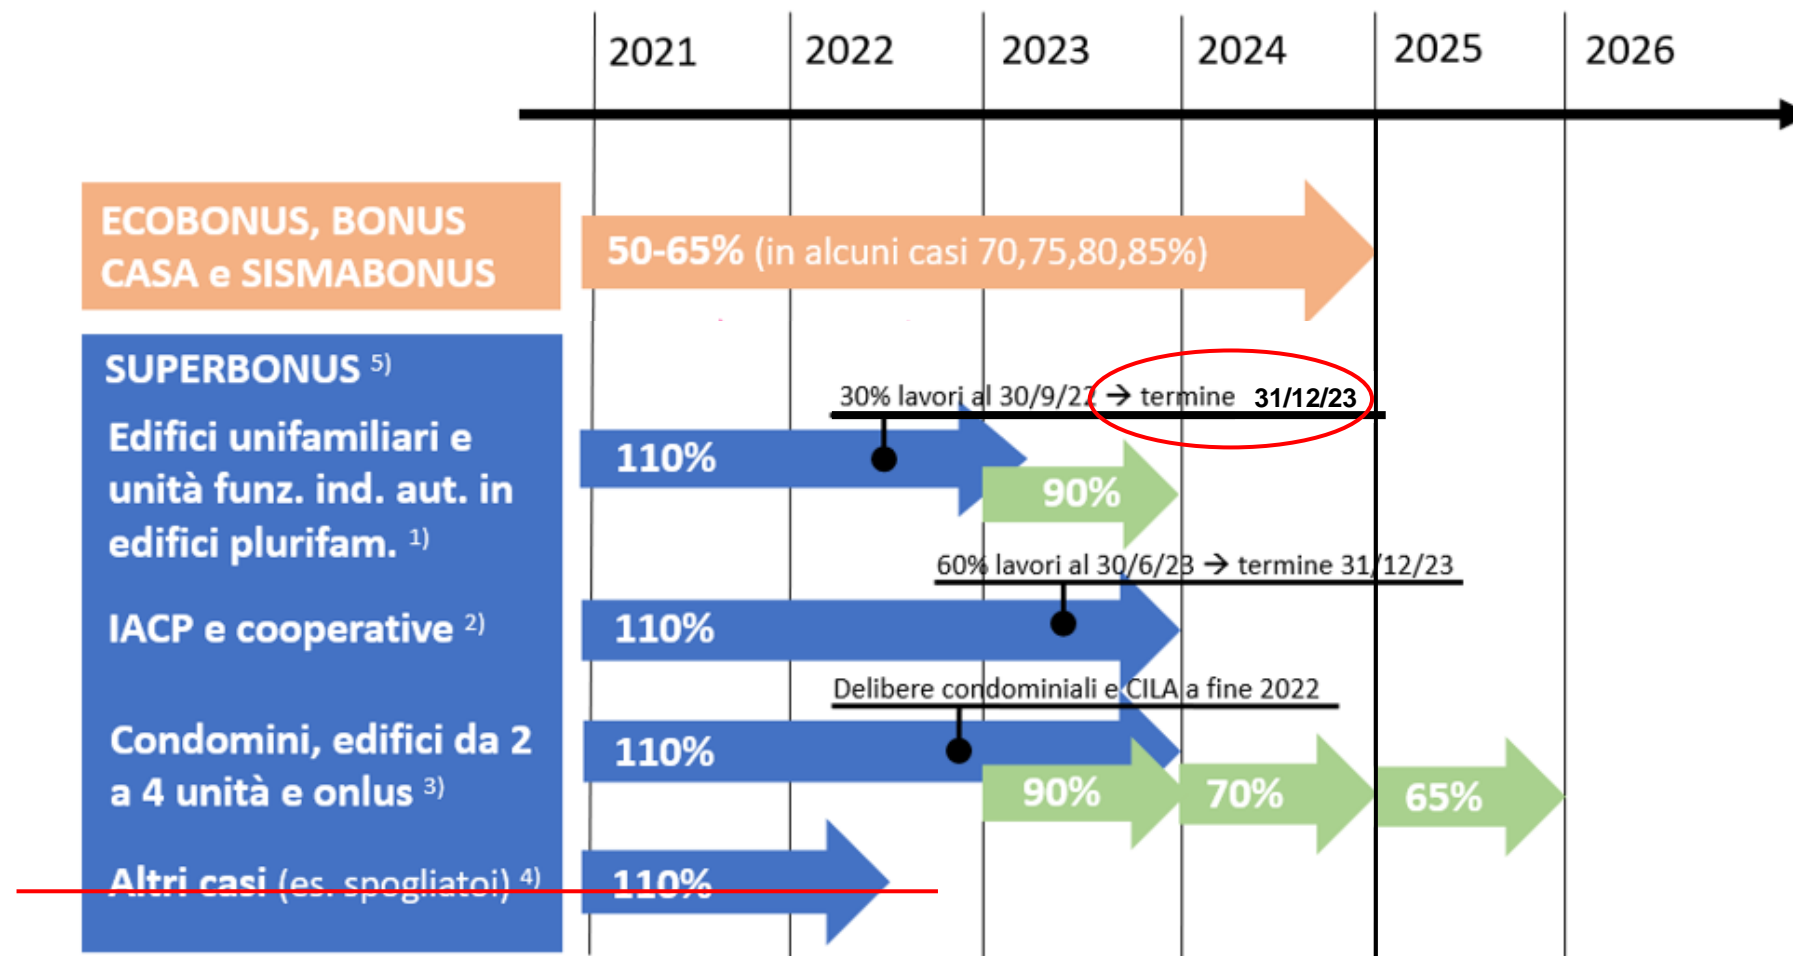 2021 2022 2023 2024 2025 2026
ECOBONUS, BONUS
CASA e SISMABONUS
50-65% (in alcuni casi 70,75,80,85%)
SUPERBONUS 5)
30% lavori al 30/9/22 → termine 31/12/23
Edifici unifamiliari e
unità funz. ind. aut. in
edifici plurifam. 1)
110%
90%
60% lavori al 30/6/23 → termine 31/12/23
IACP e cooperative 2)
110%
Delibere condominiali e CILA a fine 2022
Condomini, edifici da 2
a 4 unità e onlus 3)
110%
90%
70%
65%
Altri casi (es. spogliatoi) 4)
110%